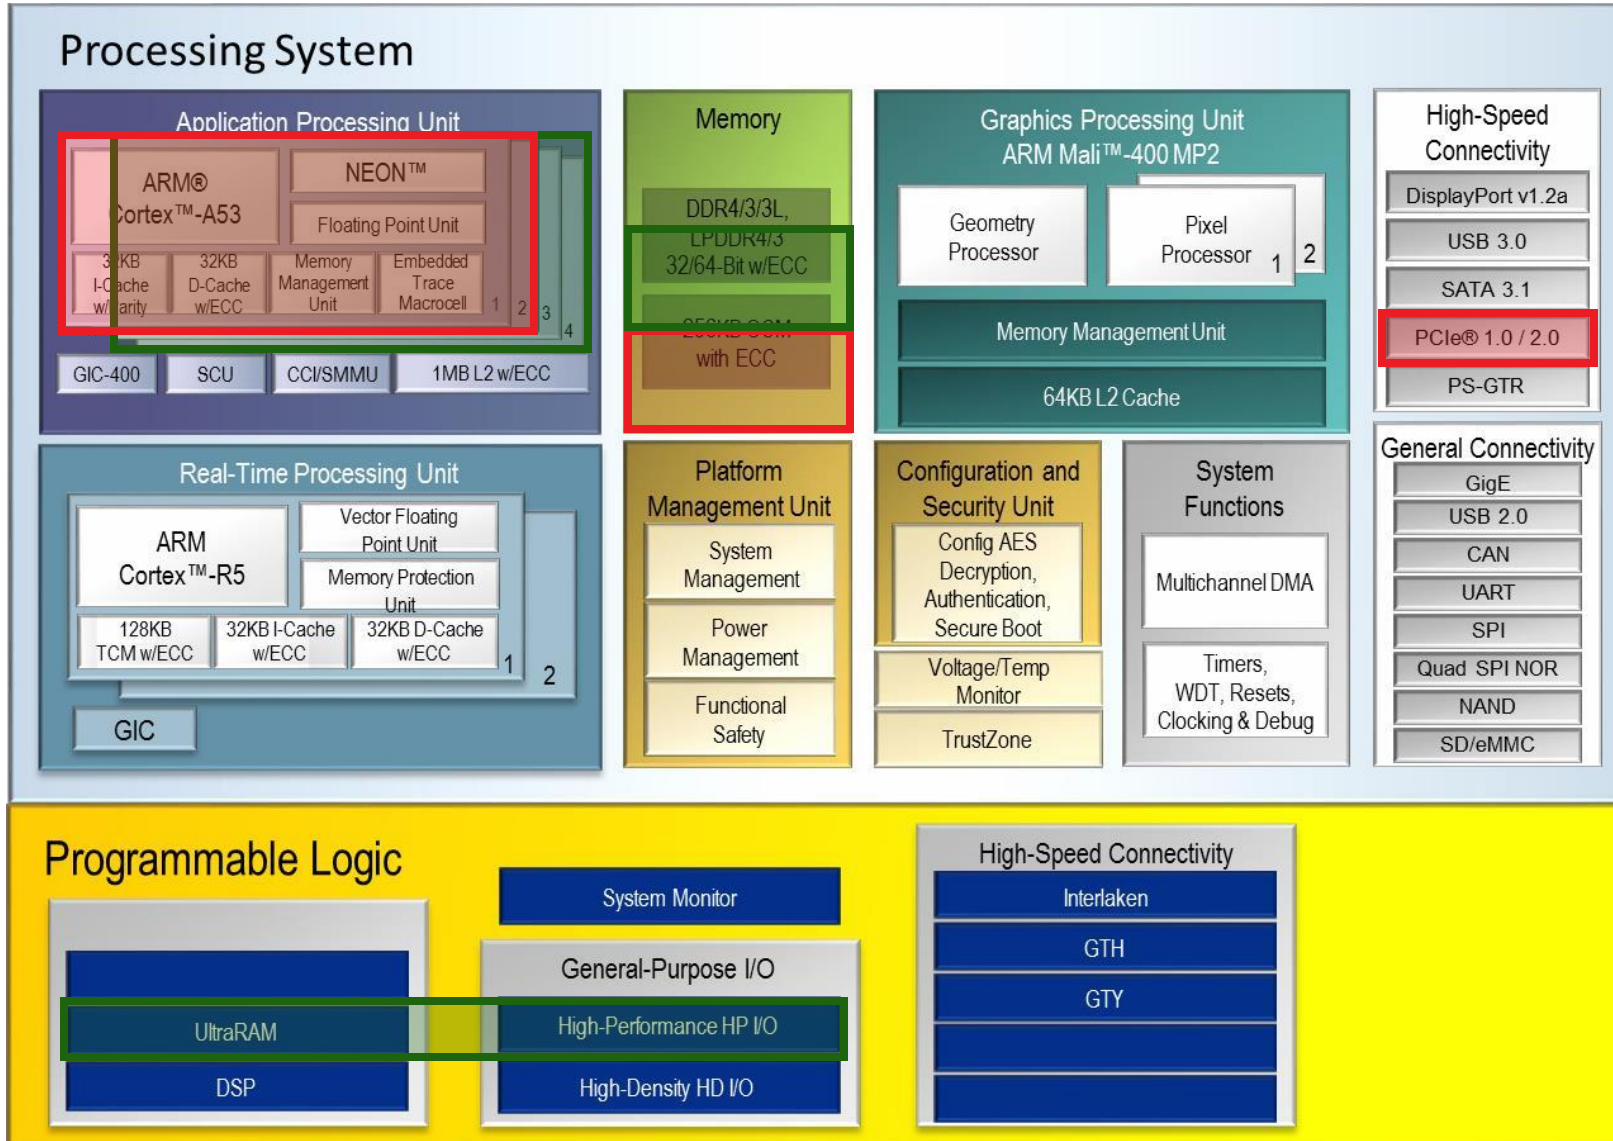 Processing System
Application Processing Unit
ARM®
Cortex™-A53
NEON™
Floating Point Unit
32KB
I-Cache
w/Parity
32KB
D-Cache
w/ECC
Memory
Management
Unit
Embedded
Trace
Macrocell
1
2
3
4
GIC-400
SCU
CCI/SMMU
1MB L2 w/ECC
Memory
DDR4/3/3L,
LPDDR4/3
32/64-Bit w/ECC
256KB OCM
with ECC
Graphics Processing Unit
ARM Mali™-400 MP2
Geometry
Processor
Pixel
Processor
1
2
Memory Management Unit
64KB L2 Cache
High-Speed
Connectivity
DisplayPort v1.2a
USB 3.0
SATA 3.1
PCIe® 1.0 / 2.0
PS-GTR
Real-Time Processing Unit
ARM
Cortex™-R5
Vector Floating
Point Unit
Memory Protection
Unit
128KB
TCM w/ECC
32KB I-Cache
w/ECC
32KB D-Cache
w/ECC
1
2
GIC
Platform
Management Unit
System
Management
Power
Management
Functional
Safety
Configuration and
Security Unit
Config AES
Decryption,
Authentication,
Secure Boot
Voltage/Temp
Monitor
TrustZone
System
Functions
Multichannel DMA
Timers,
WDT, Resets,
Clocking & Debug
General Connectivity
GigE
USB 2.0
CAN
UART
SPI
Quad SPI NOR
NAND
SD/eMMC
Programmable Logic
UltraRAM
DSP
System Monitor
General-Purpose I/O
High-Performance HP I/O
High-Density HD I/O
High-Speed Connectivity
Interlaken
GTH
GTY